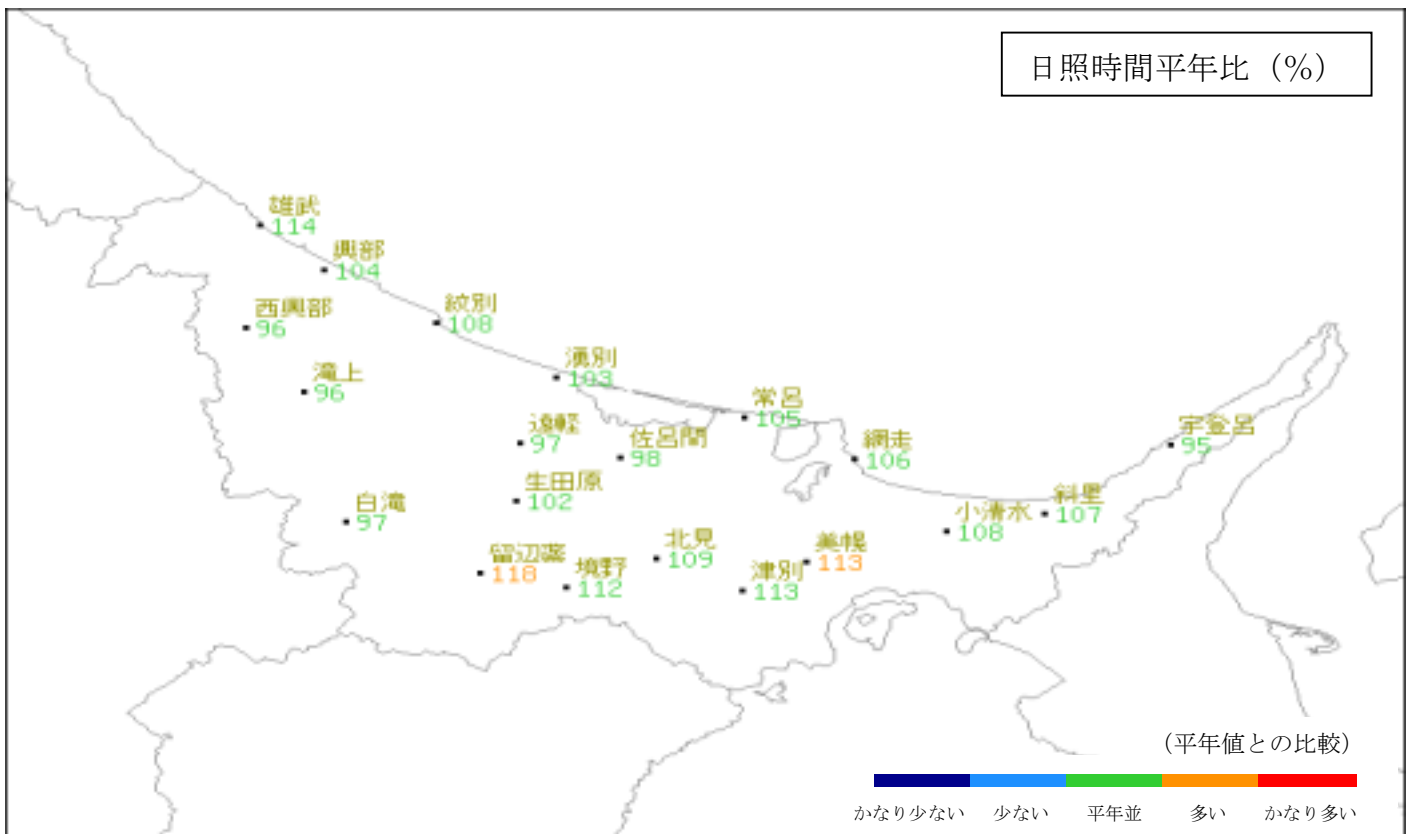 日照時間平年比（％）
雄武
114
興部
104
西興部
96
紋別
108
滝上
96
湧別
103
常呂
105
遠軽
97
佐呂間
98
網走
106
宇登呂
95
生田原
102
白滝
97
斜里
107
小清水
108
北見
109
美幌
113
留辺蘂
118
境野
112
津別
113
（平年値との比較）
かなり少ない 少ない 平年並 多い かなり多い